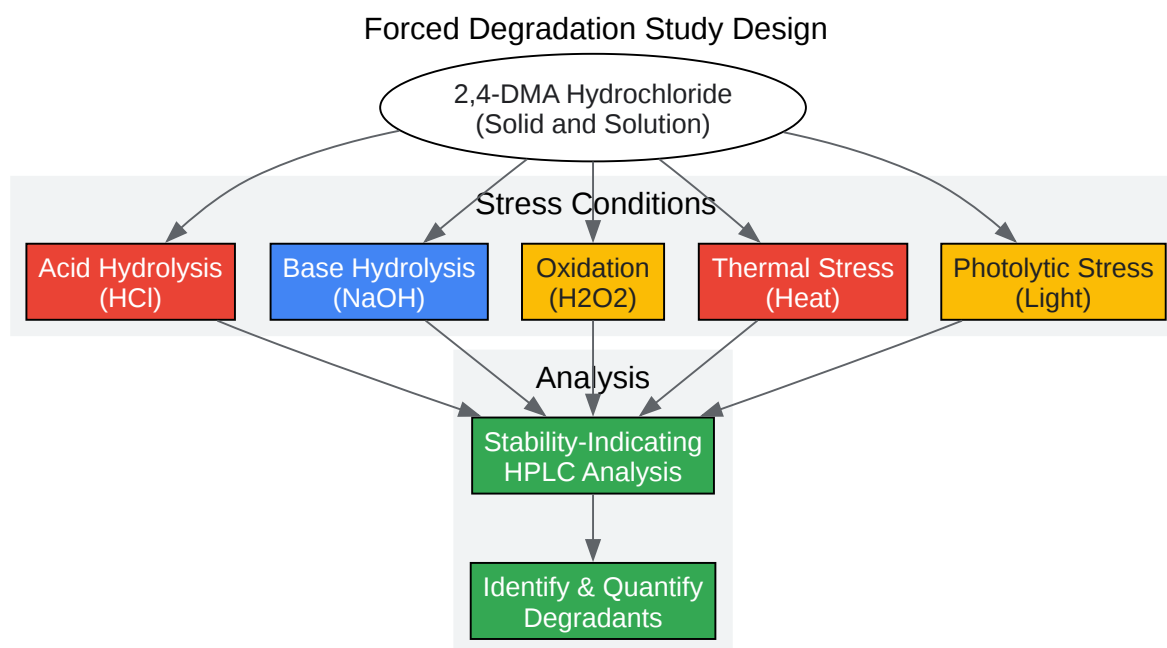 Forced Degradation Study Design
2,4-DMA Hydrochloride
(Solid and Solution)
Stress Conditions
Acid Hydrolysis
(HCl)
Base Hydrolysis
(NaOH)
Oxidation
(H2O2)
Thermal Stress
(Heat)
Photolytic Stress
(Light)
Analysis
Stability-Indicating
HPLC Analysis
Identify & Quantify
Degradants